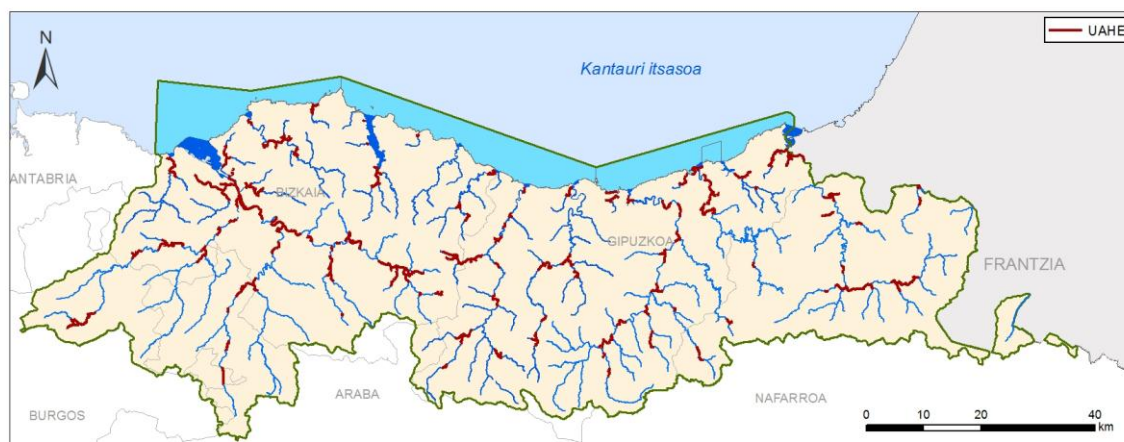 UAHE
N
Kantauri itsasoa
ANTABRIA
BIZKAIA
GIPUZKOA
FRANTZIA
ARABA
NAFARROA
BURGOS
0 10 20 40
km